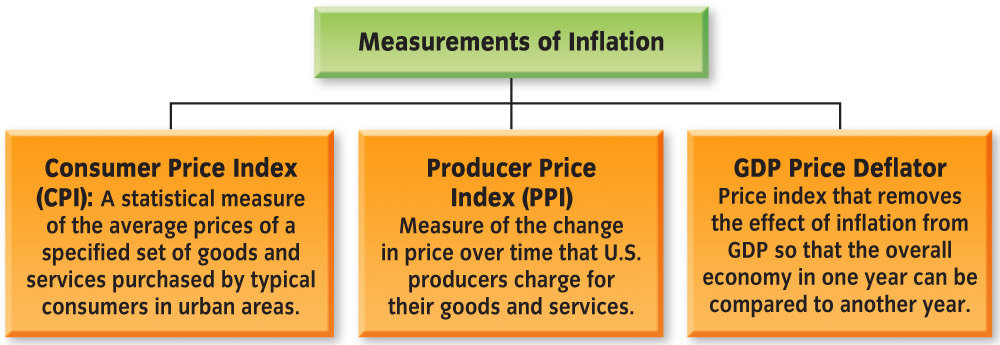 Measurements of Inflation
Consumer Price Index
(CPI): A statistical measure
of the average prices of a
specified set of goods and
services purchased by typical
consumers in urban areas.
Producer Price
Index (PPI)
Measure of the change
in price over time that U.S.
producers charge for
their goods and services.
GDP Price Deflator
Price index that removes
the effect of inflation from
GDP so that the overall
economy in one year can be
compared to another year.